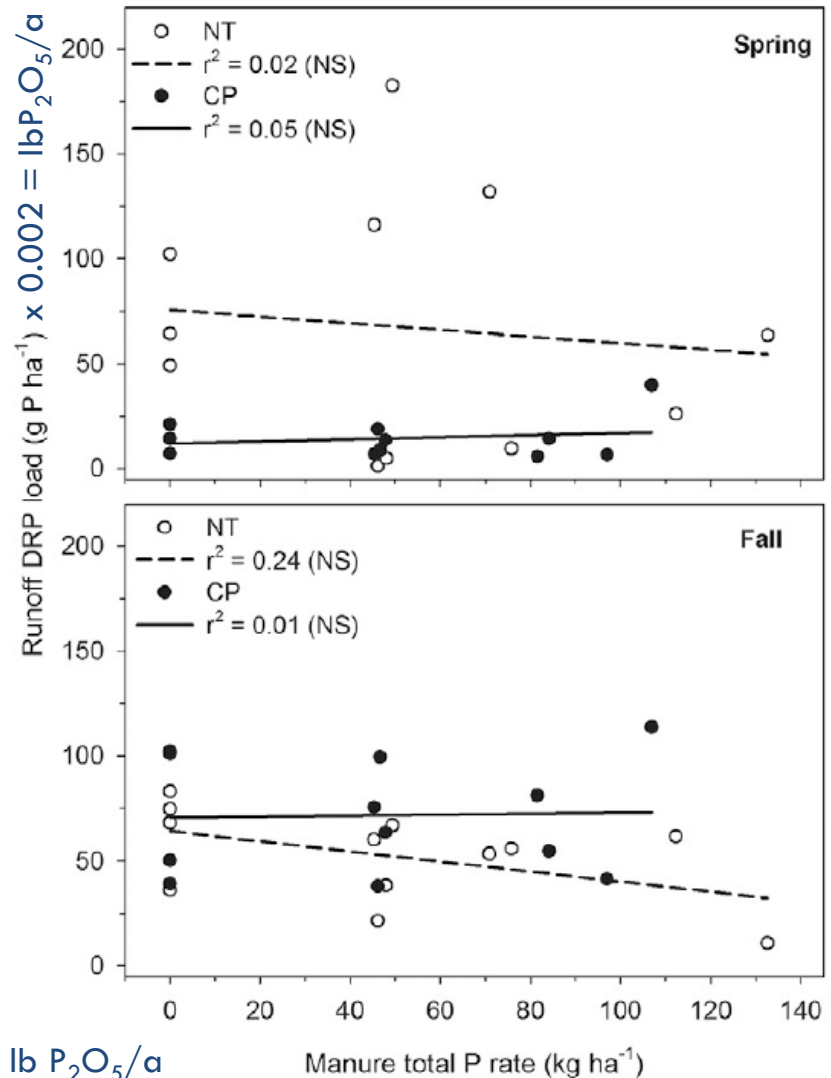 Runoff DRP load (g P ha⁻¹) x 0.002 = lbP₂O₅/a
200
150
100
50
0
NT
r² = 0.02 (NS)
CP
r² = 0.05 (NS)
Spring
200
150
100
50
0
NT
r² = 0.24 (NS)
CP
r² = 0.01 (NS)
Fall
0 20 40 60 80 100 120 140
lb P₂O₅/a
Manure total P rate (kg ha⁻¹)